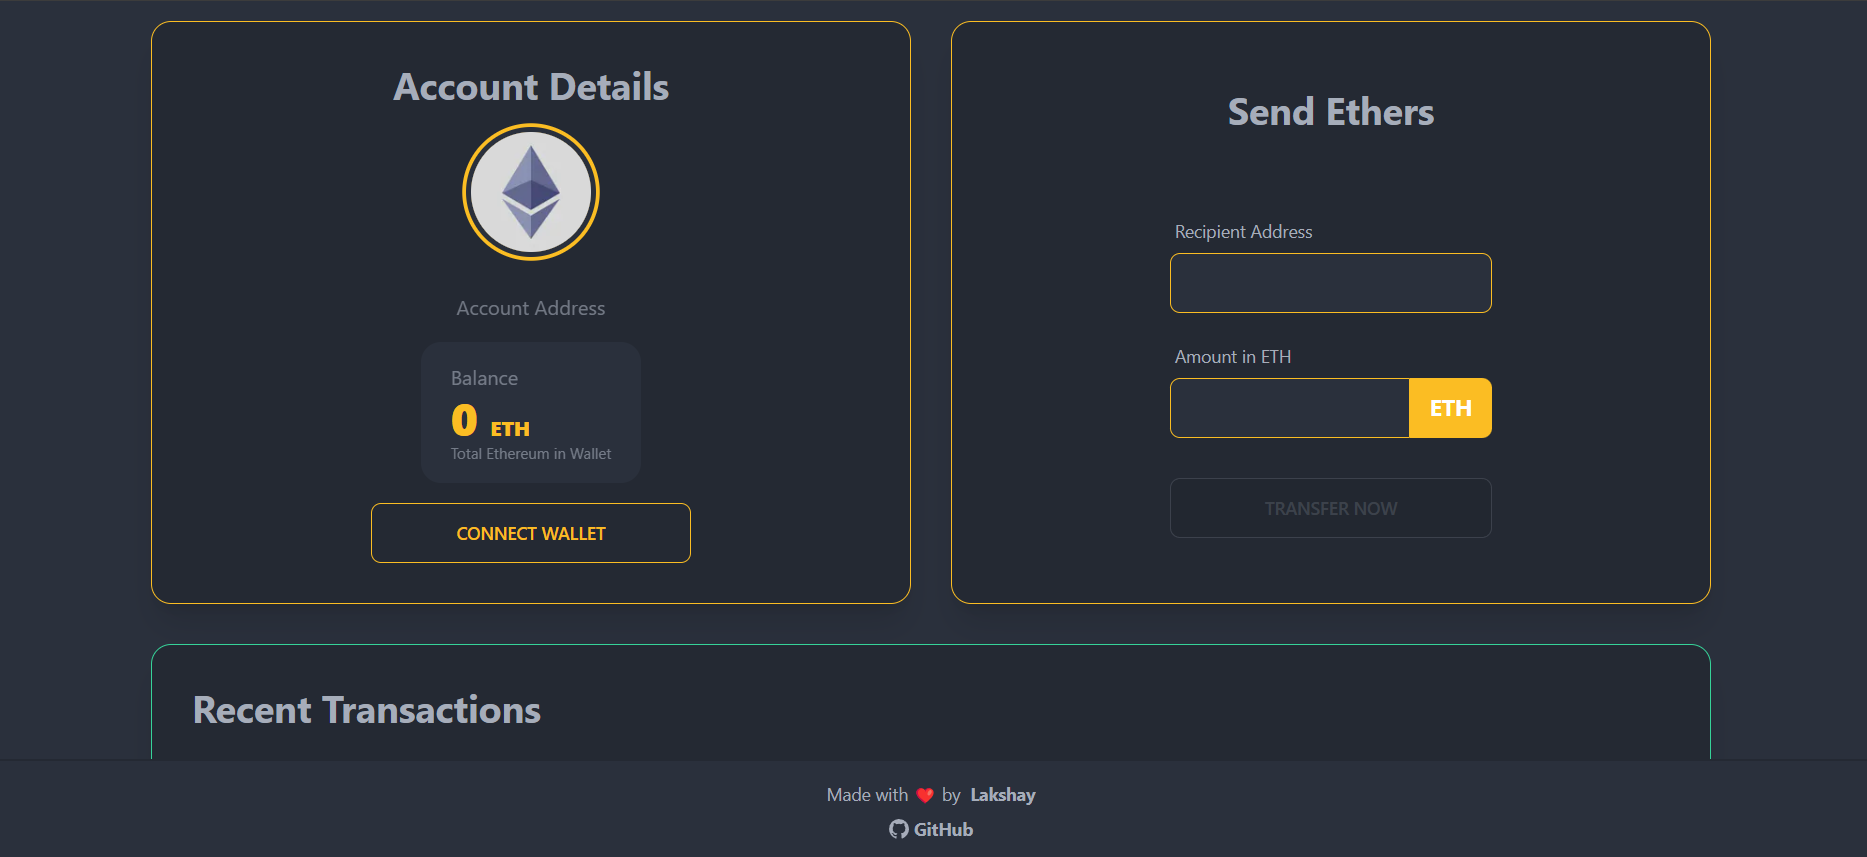 Account Details
Account Address
Balance
0 ETH
Total Ethereum in Wallet
CONNECT WALLET
Send Ethers
Recipient Address
Amount in ETH
ETH
TRANSFER NOW
Recent Transactions
Made with ❤️ by Lakshay
GitHub